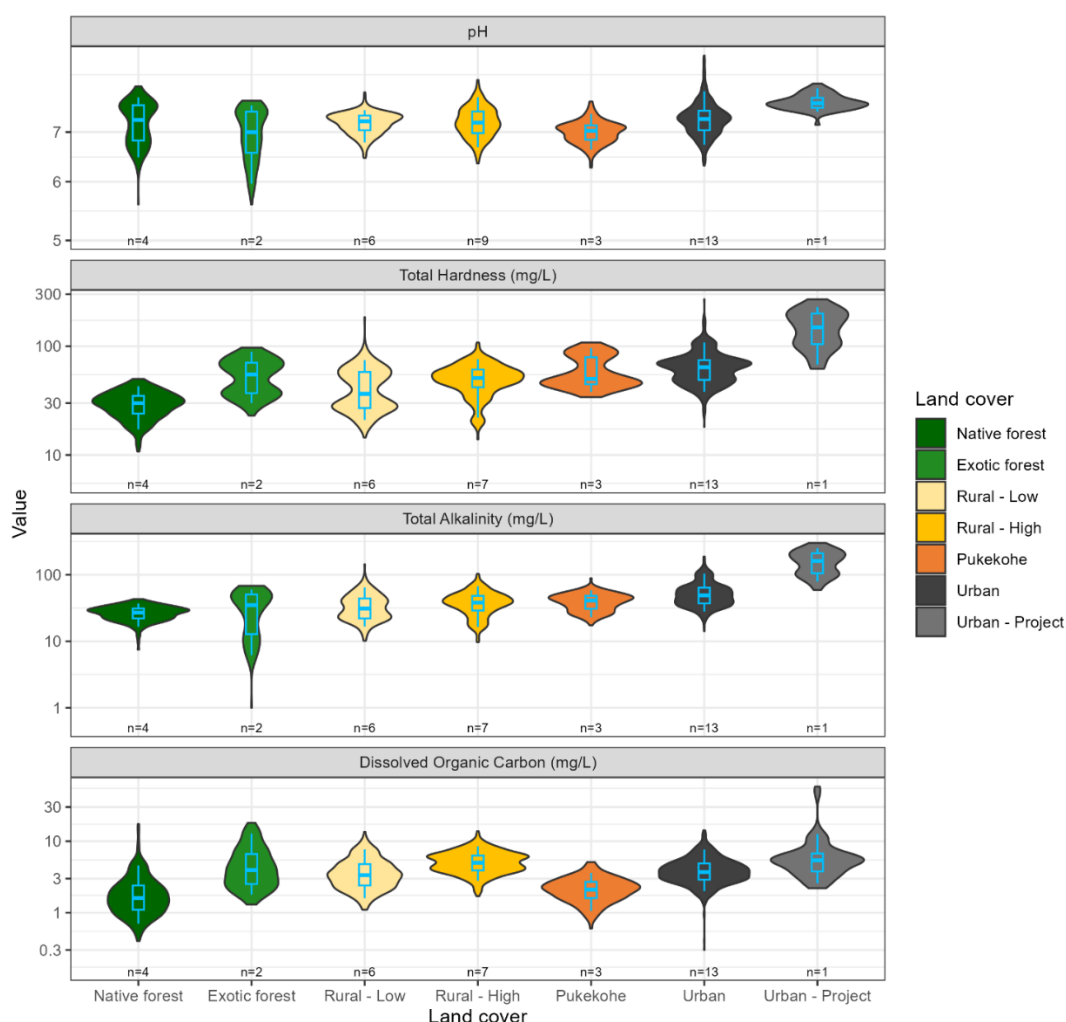 pH
7
6
5
n=4 n=2 n=6 n=9 n=3 n=13 n=1
Total Hardness (mg/L)
300
100
30
10
n=4 n=2 n=6 n=7 n=3 n=13 n=1
Total Alkalinity (mg/L)
100
10
1
n=4 n=2 n=6 n=7 n=3 n=13 n=1
Dissolved Organic Carbon (mg/L)
30
10
3
1
0.3
n=4 n=2 n=6 n=7 n=3 n=13 n=1
Native forest Exotic forest Rural - Low Rural - High Pukekohe Urban Urban - Project
Land cover
Value
Land cover
Native forest
Exotic forest
Rural - Low
Rural - High
Pukekohe
Urban
Urban - Project